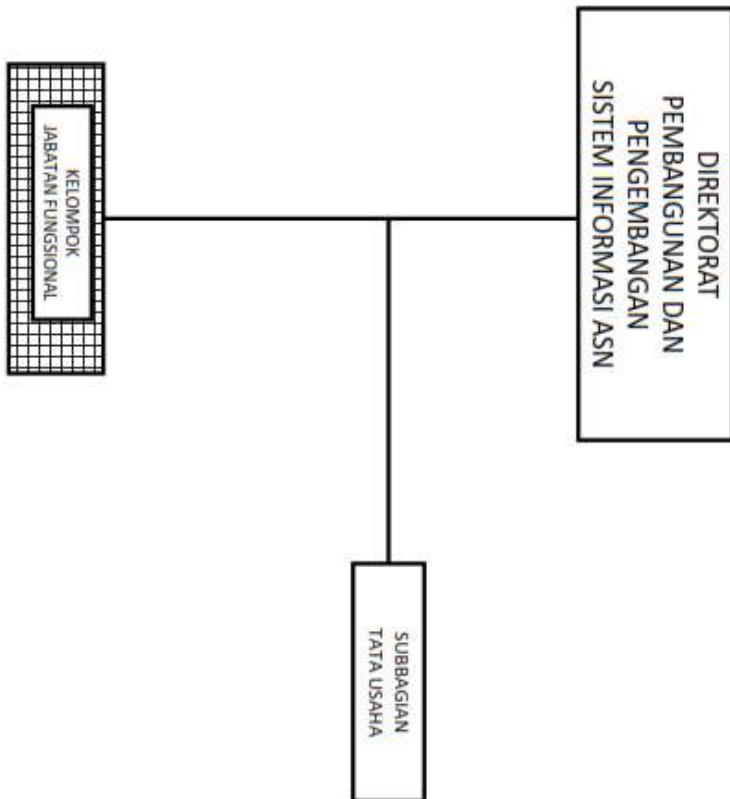 DIREKTORAT
PEMBANGUNAN DAN
PENGEMBANGAN
SISTEM INFORMASI ASN
SUBBAGIAN
TATA USAHA
KELOMPOK
JABATAN FUNGSIONAL